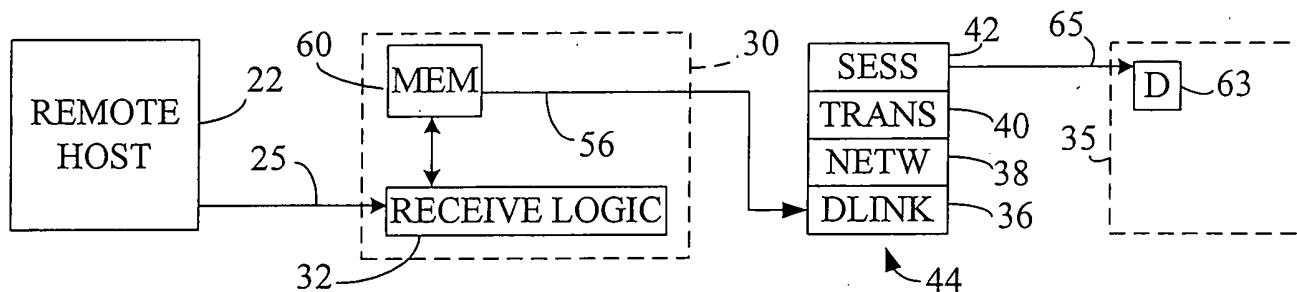 REMOTE
HOST
22
25
60
MEM
30
56
RECEIVE LOGIC
32
42
SESS
TRANS
40
NETW
38
DLINK
36
44
65
D
63
35